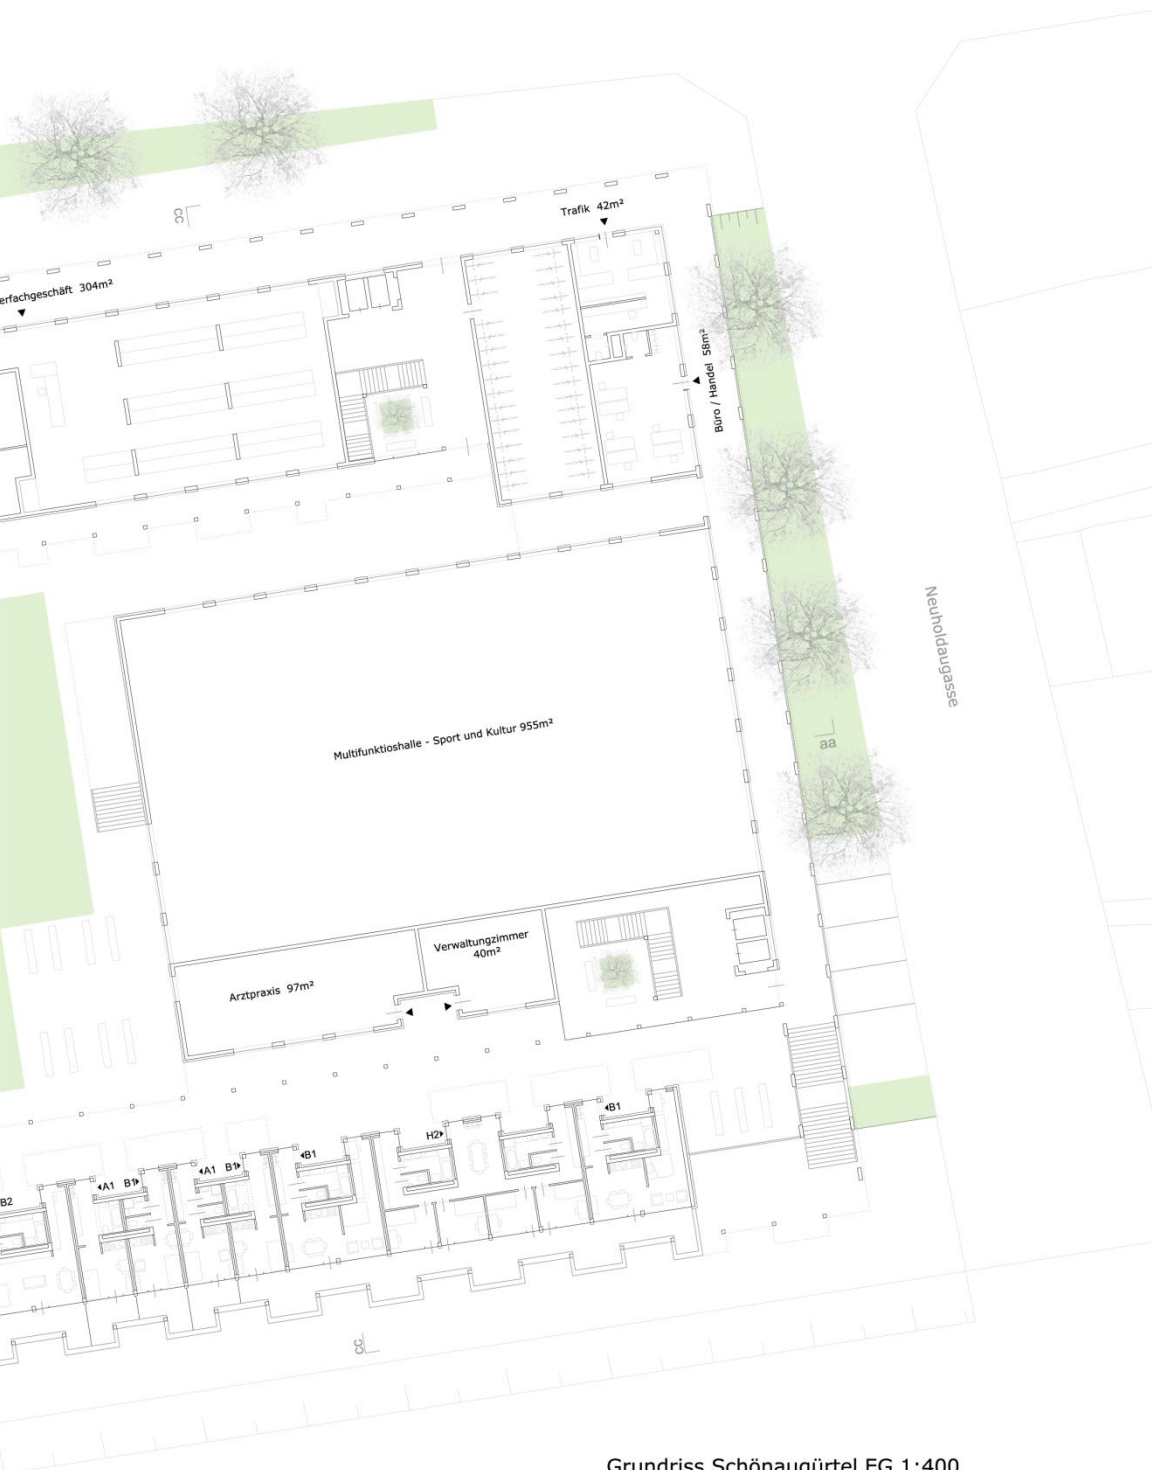 cc
Trafik 42m²
erfachgeschäft 304m²
Büro / Handel 58m²
Neuholdaugasse
Multifunktioshalle - Sport und Kultur 955m²
aa
Verwaltungzimmer
40m²
Arztpraxis 97m²
B1
H2
B1
A1 B1
A1 B1
B2
cc
Grundriss Schönaugürtel EG 1:400